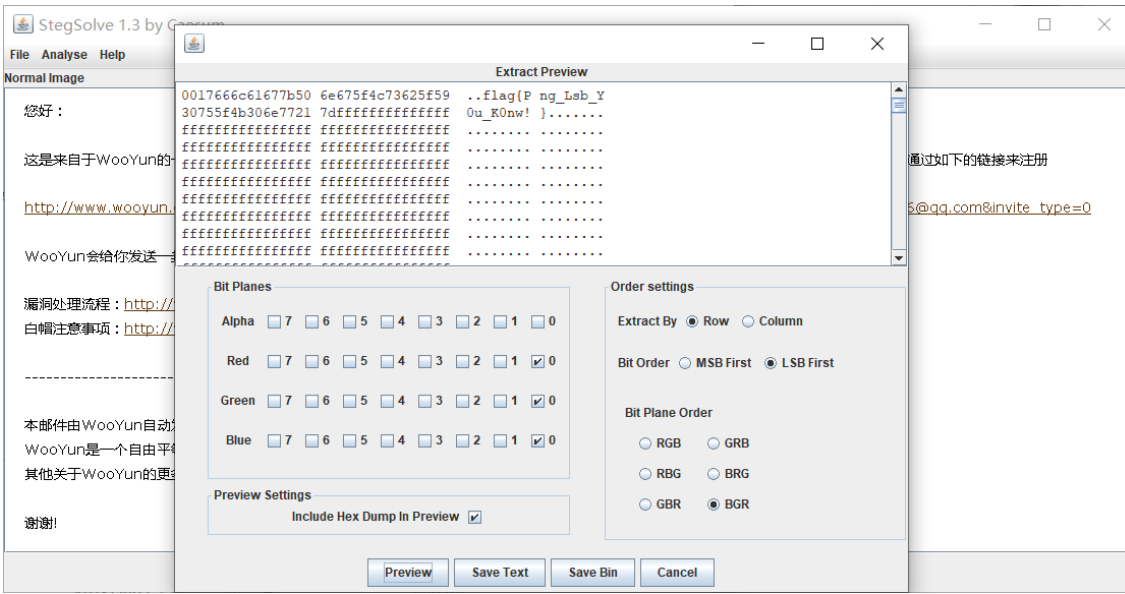 StegSolve 1.3 by Caesum
File Analyse Help
Normal Image
您好：
这是来自于WooYun的一
通过如下的链接来注册
http://www.wooyun.
6@qq.com&invite_type=0
WooYun会给你发送一
漏洞处理流程：http://
白帽注意事项：http://
----------------------
本邮件由WooYun自动
WooYun是一个自由平
其他关于WooYun的更
谢谢!
Extract Preview
0017666c61677b50 6e675f4c73625f59 ..flag{P ng_Lsb_Y
30755f4b306e7721 7dffffffffffffff 0u_K0nw! }.......
ffffffffffffffff ffffffffffffffff ........ ........
ffffffffffffffff ffffffffffffffff ........ ........
ffffffffffffffff ffffffffffffffff ........ ........
ffffffffffffffff ffffffffffffffff ........ ........
ffffffffffffffff ffffffffffffffff ........ ........
ffffffffffffffff ffffffffffffffff ........ ........
ffffffffffffffff ffffffffffffffff ........ ........
ffffffffffffffff ffffffffffffffff ........ ........
Bit Planes
Alpha 7 6 5 4 3 2 1 0
Red 7 6 5 4 3 2 1 0
Green 7 6 5 4 3 2 1 0
Blue 7 6 5 4 3 2 1 0
Preview Settings
Include Hex Dump In Preview
Order settings
Extract By Row Column
Bit Order MSB First LSB First
Bit Plane Order
RGB GRB
RBG BRG
GBR BGR
Preview Save Text Save Bin Cancel